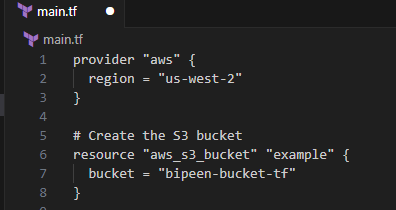 main.tf
main.tf
1 provider "aws" {
2   region = "us-west-2"
3 }
4
5 # Create the S3 bucket
6 resource "aws_s3_bucket" "example" {
7   bucket = "bipeen-bucket-tf"
8 }